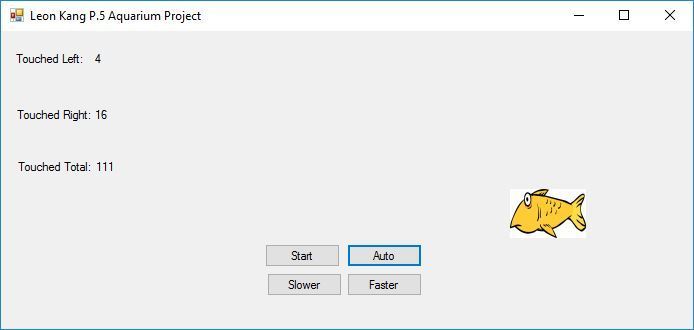 Leon Kang P.5 Aquarium Project
Touched Left: 4
Touched Right: 16
Touched Total: 111
Start Auto
Slower Faster